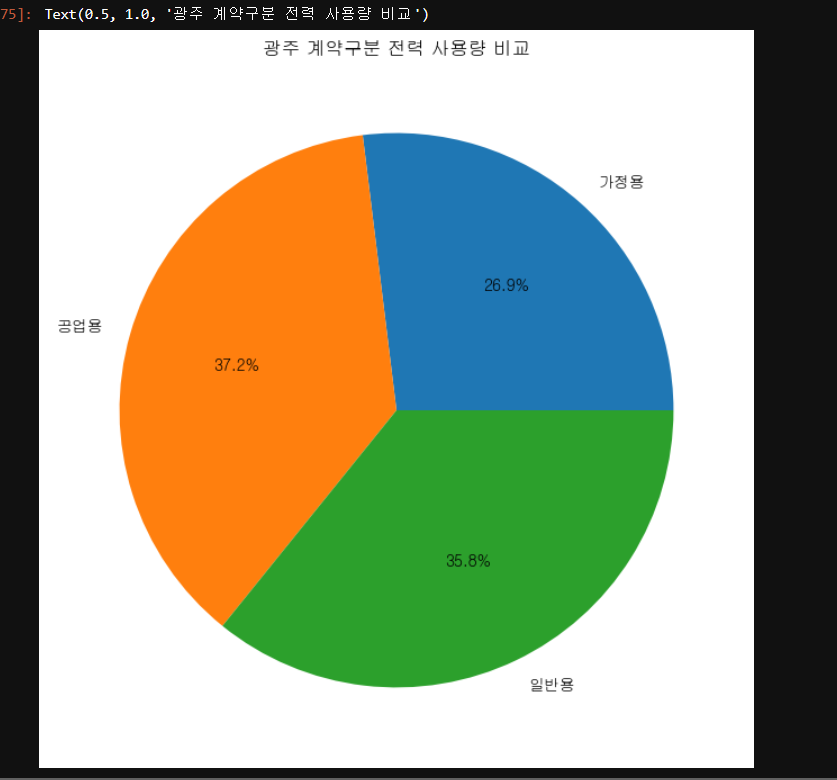 75]: Text(0.5, 1.0, '광주 계약구분 전력 사용량 비교')
광주 계약구분 전력 사용량 비교
가정용
26.9%
공업용
37.2%
35.8%
일반용